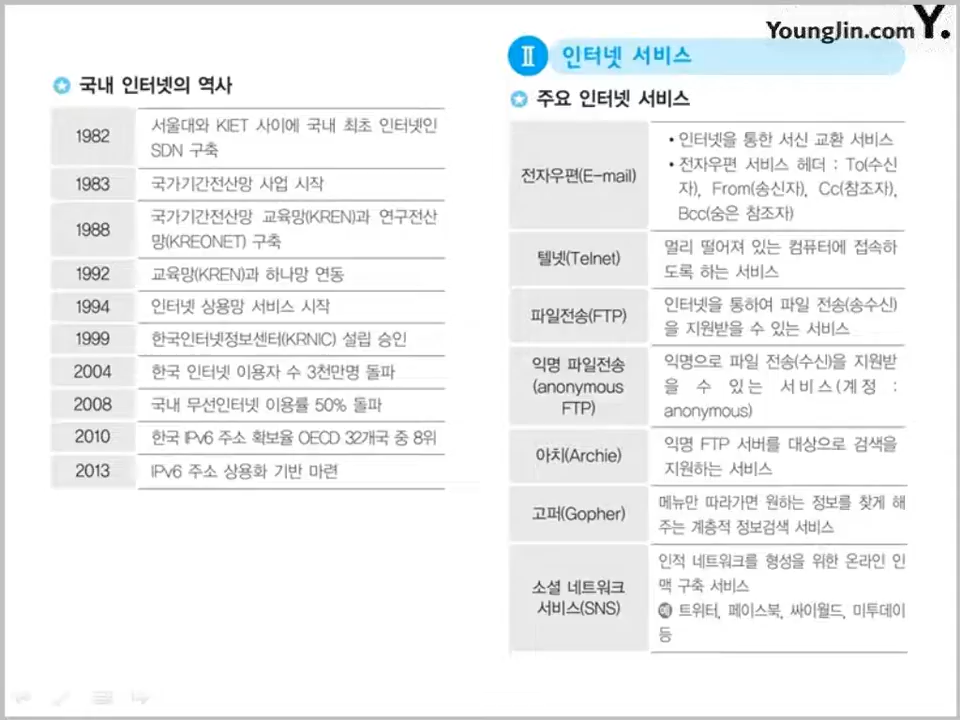 YoungJin.com Y.
국내 인터넷의 역사
1982
서울대와 KIET 사이에 국내 최초 인터넷인
SDN 구축
1983
국가기간전산망 사업 시작
1988
국가기간전산망 교육망(KREN)과 연구전산
망(KREONET) 구축
1992
교육망(KREN)과 하나망 연동
1994
인터넷 상용망 서비스 시작
1999
한국인터넷정보센터(KRNIC) 설립 승인
2004
한국 인터넷 이용자 수 3천만명 돌파
2008
국내 무선인터넷 이용률 50% 돌파
2010
한국 IPv6 주소 확보율 OECD 32개국 중 8위
2013
IPv6 주소 상용화 기반 마련
Ⅱ 인터넷 서비스
주요 인터넷 서비스
전자우편(E-mail)
• 인터넷을 통한 서신 교환 서비스
• 전자우편 서비스 헤더 : To(수신
자), From(송신자), Cc(참조자),
Bcc(숨은 참조자)
텔넷(Telnet)
멀리 떨어져 있는 컴퓨터에 접속하
도록 하는 서비스
파일전송(FTP)
인터넷을 통하여 파일 전송(송수신)
을 지원받을 수 있는 서비스
익명 파일전송
(anonymous
FTP)
익명으로 파일 전송(수신)을 지원받
을 수 있는 서비스(계정 :
anonymous)
아치(Archie)
익명 FTP 서버를 대상으로 검색을
지원하는 서비스
고퍼(Gopher)
메뉴만 따라가면 원하는 정보를 찾게 해
주는 계층적 정보검색 서비스
소셜 네트워크
서비스(SNS)
인적 네트워크를 형성을 위한 온라인 인
맥 구축 서비스
예 트위터, 페이스북, 싸이월드, 미투데이
등